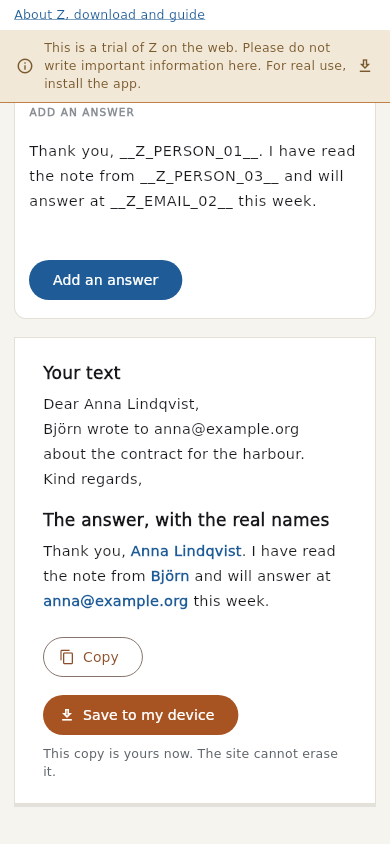 About Z, download and guide
This is a trial of Z on the web. Please do not
write important information here. For real use,
install the app.
ADD AN ANSWER
Thank you, __Z_PERSON_01__. I have read
the note from __Z_PERSON_03__ and will
answer at __Z_EMAIL_02__ this week.
Add an answer
Your text
Dear Anna Lindqvist,
Björn wrote to anna@example.org
about the contract for the harbour.
Kind regards,
The answer, with the real names
Thank you, Anna Lindqvist. I have read
the note from Björn and will answer at
anna@example.org this week.
Copy
Save to my device
This copy is yours now. The site cannot erase
it.